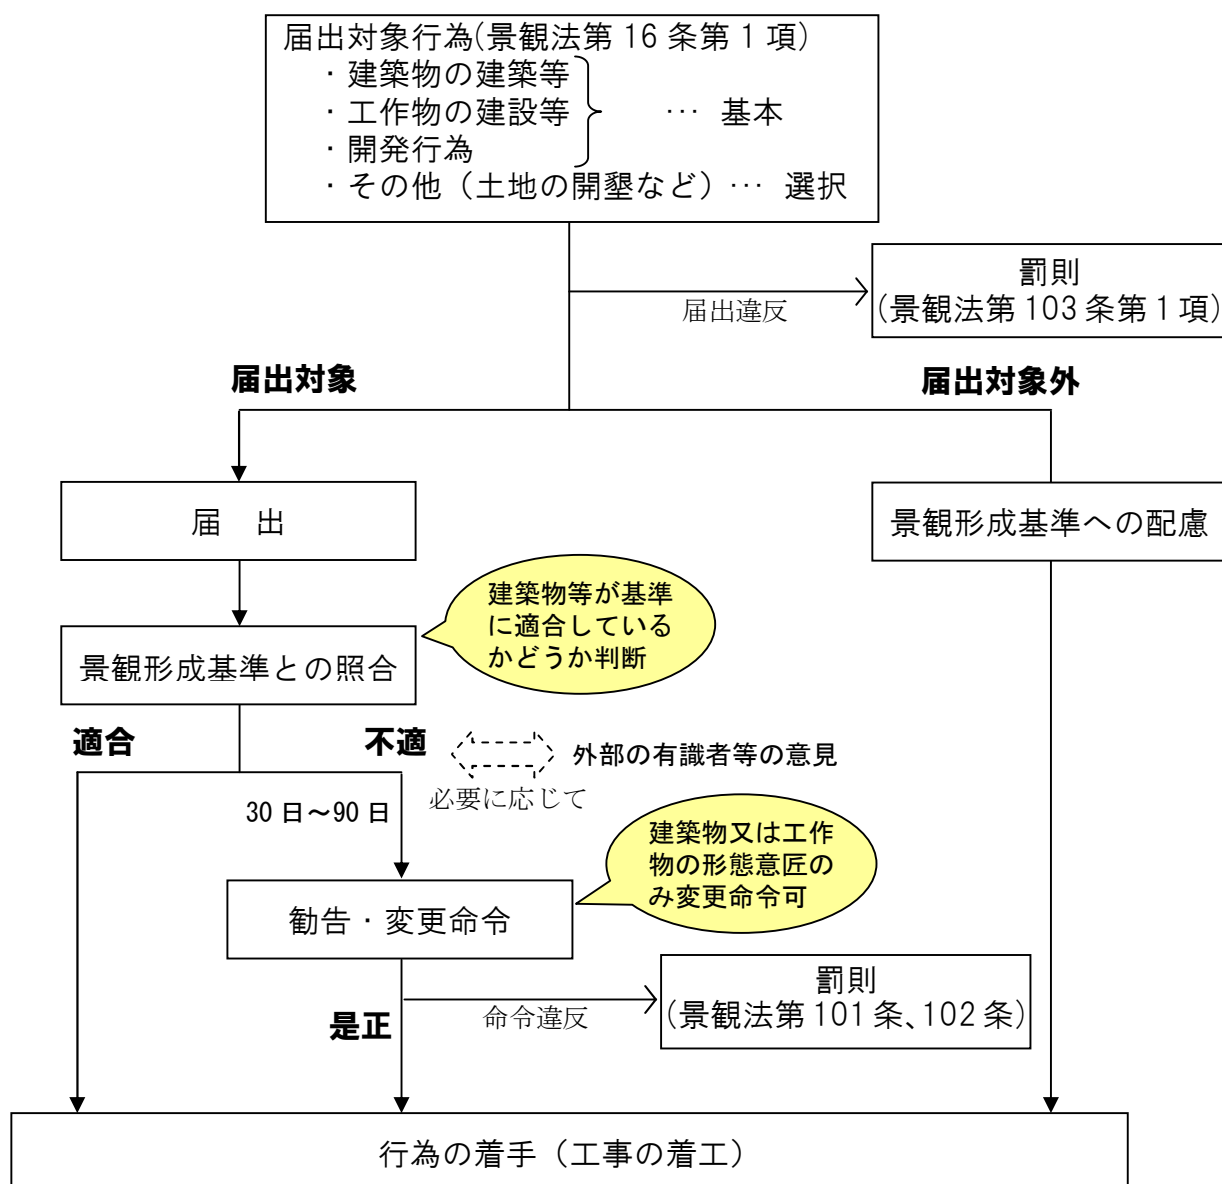 届出対象行為(景観法第16条第1項)
・建築物の建築等
・工作物の建設等 … 基本
・開発行為
・その他（土地の開墾など）… 選択
罰則
(景観法第103条第1項)
届出違反
届出対象
届出対象外
届　出
景観形成基準への配慮
建築物等が基準
に適合している
かどうか判断
景観形成基準との照合
適合
不適
外部の有識者等の意見
必要に応じて
30日～90日
建築物又は工作
物の形態意匠の
み変更命令可
勧告・変更命令
罰則
(景観法第101条、102条)
命令違反
是正
行為の着手（工事の着工）